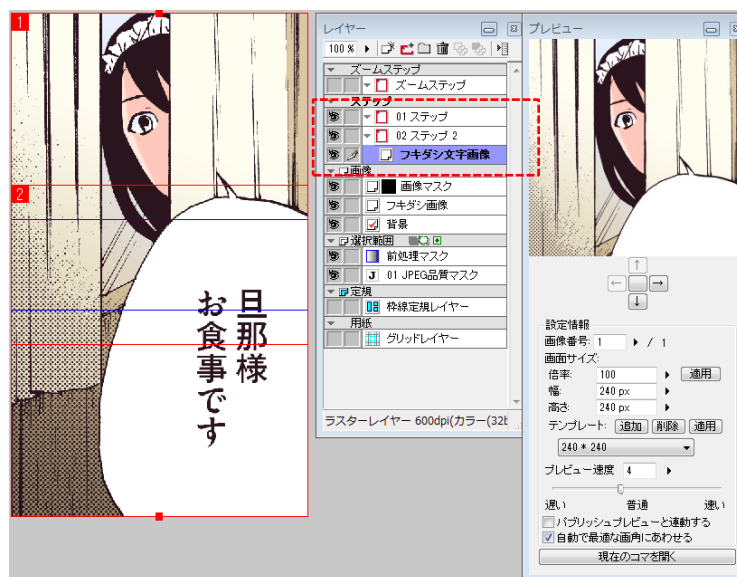 1
2
旦那様
お食事です
レイヤー
100 %
ズームステップ
ズームステップ
ステップ
01 ステップ
02 ステップ 2
フキダシ文字画像
画像
画像マスク
フキダシ画像
背景
選択範囲
前処理マスク
J 01 JPEG品質マスク
定規
枠線定規レイヤー
用紙
グリッドレイヤー
ラスターレイヤー 600dpi(カラー(32b
プレビュー
設定情報
画像番号: 1 / 1
画面サイズ:
倍率: 100 適用
幅: 240 px
高さ: 240 px
テンプレート: 追加 削除 適用
240 * 240
プレビュー速度 4
遅い 普通 速い
パブリッシュプレビューと連動する
自動で最適な画角にあわせる
現在のコマを開く